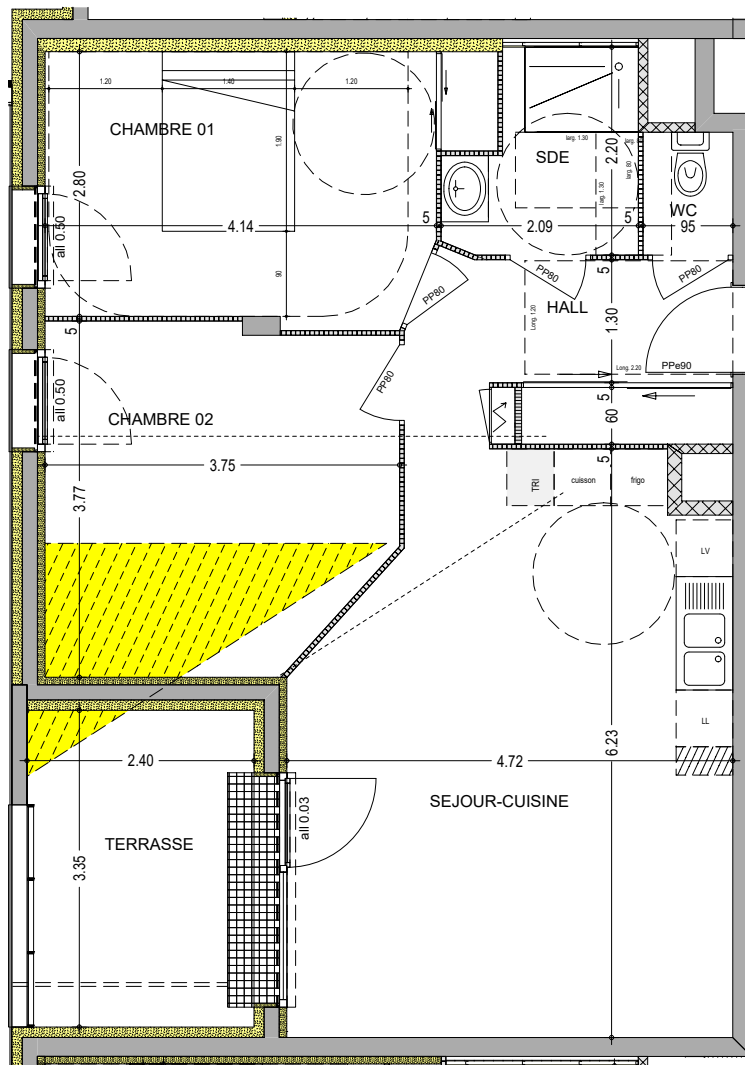 1.20
1.40
1.20
CHAMBRE 01
1.90
2.80
4.14
5
90
all 0.50
SDE
larg. 1.30
larg. 1.30
larg. 80
2.20
2.09
5
WC
95
PP80
PP80
PP80
5
HALL
Long. 1.20
1.30
Long. 2.20
PPe90
5
all 0.50
CHAMBRE 02
PP80
5
60
5
3.75
3.77
TRI
cuisson
frigo
LV
LL
6.23
2.40
4.72
all 0.03
SEJOUR-CUISINE
TERRASSE
3.35